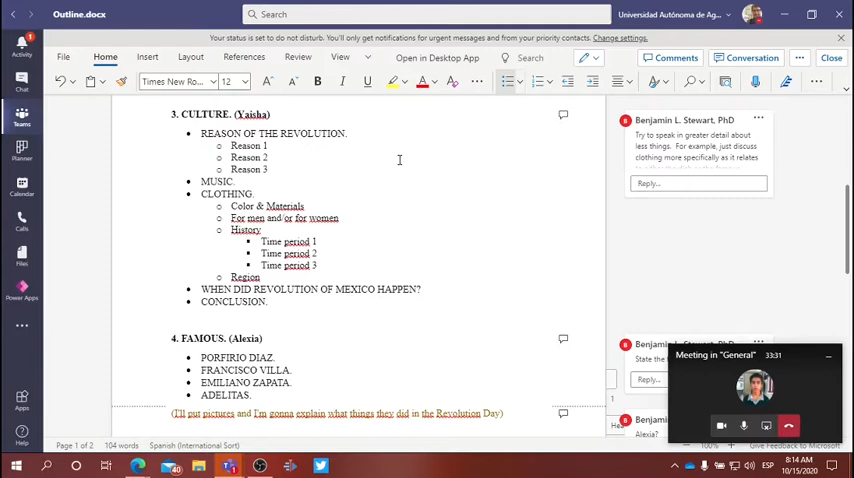 Outline.docx
Search
Universidad Autónoma de Ag...
Your status is set to do not disturb. You'll only get notifications for urgent messages and from your priority contacts. Change settings.
1
Activity
Chat
Teams
Planner
Calendar
Calls
Files
Power Apps
Apps
Help
File
Home
Insert
Layout
References
Review
View
Open in Desktop App
Search
Comments
Conversation
Close
Times New Ro...
12
3. CULTURE. (Yaisha)
• REASON OF THE REVOLUTION.
o Reason 1
o Reason 2
o Reason 3
• MUSIC.
• CLOTHING.
o Color & Materials
o For men and/or for women
o History
▪ Time period 1
▪ Time period 2
▪ Time period 3
o Region
• WHEN DID REVOLUTION OF MEXICO HAPPEN?
• CONCLUSION.
4. FAMOUS. (Alexia)
• PORFIRIO DIAZ.
• FRANCISCO VILLA.
• EMILIANO ZAPATA.
• ADELITAS.
(I'll put pictures and I'm gonna explain what things they did in the Revolution Day)
Benjamin L. Stewart, PhD
Try to speak in greater detail about
less things. For example, just discuss
clothing more specifically as it relates
Reply...
Benjamin L. Stewart, PhD
State the
Reply...
1
Hea
Benjamin
Alexia?
Meeting in "General" 33:31
Page 1 of 2 104 words Spanish (International Sort)
100%
Give Feedback to Microsoft
40
ESP
8:14 AM
10/15/2020